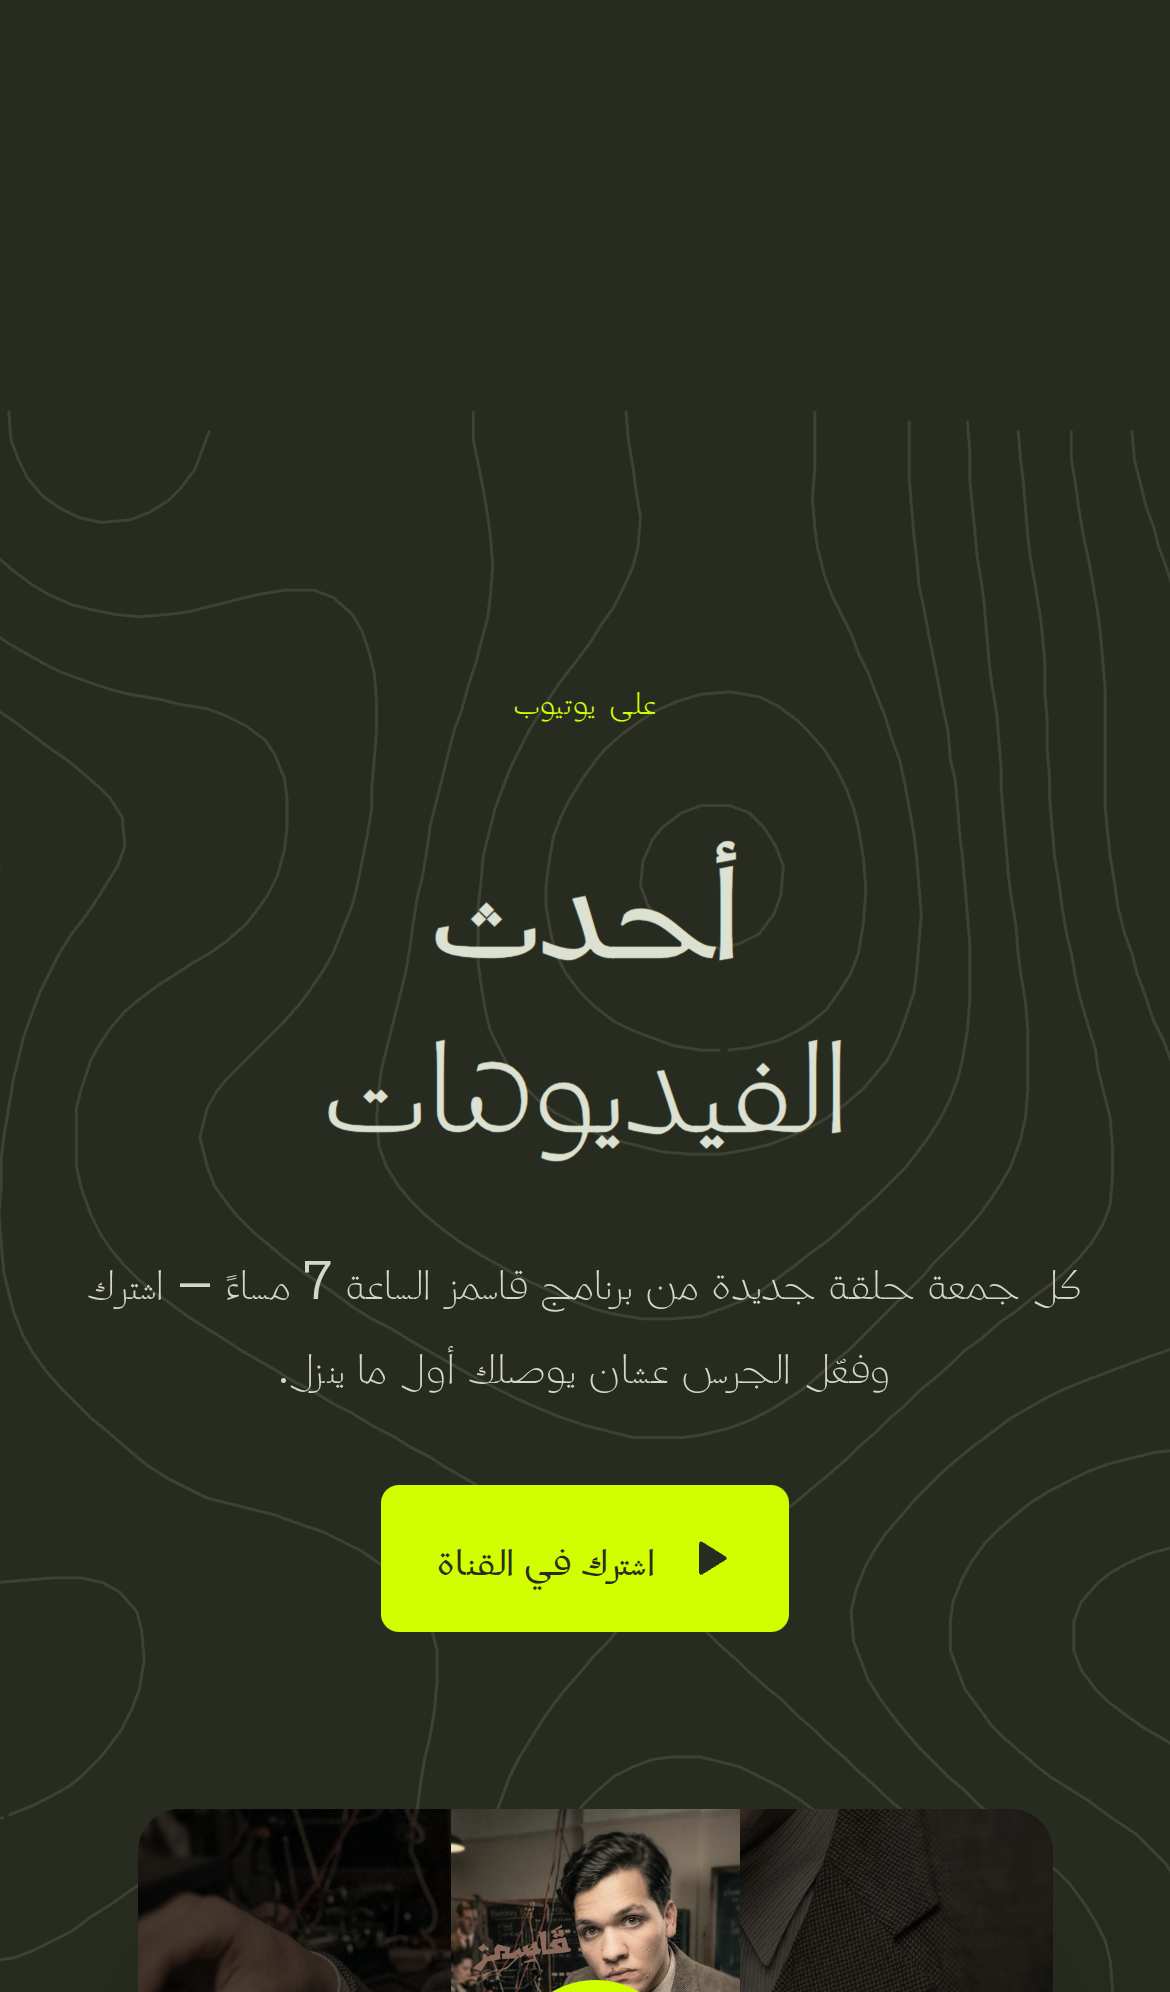 على يوتيوب
أحدث
الفيديوهات
كل جمعة حلقة جديدة من برنامج قاسمز الساعة 7 مساءً — اشترك
وفعّل الجرس عشان يوصلك أول ما ينزل.
اشترك في القناة
قاسمز